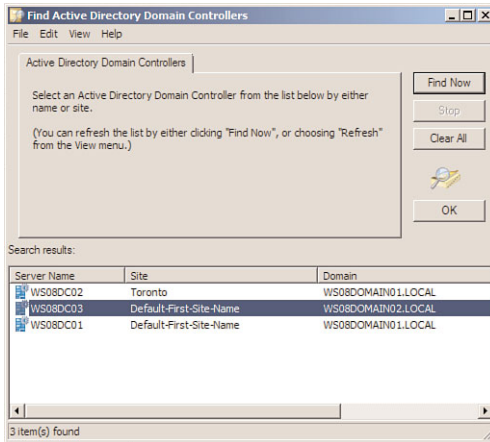 Find Active Directory Domain Controllers
File Edit View Help
Active Directory Domain Controllers
Select an Active Directory Domain Controller from the list below by either
name or site.
(You can refresh the list by either clicking "Find Now", or choosing "Refresh"
from the View menu.)
Find Now
Stop
Clear All
OK
Search results:
Server Name Site Domain
WS08DC02 Toronto WS08DOMAIN01.LOCAL
WS08DC03 Default-First-Site-Name WS08DOMAIN02.LOCAL
WS08DC01 Default-First-Site-Name WS08DOMAIN01.LOCAL
3 item(s) found